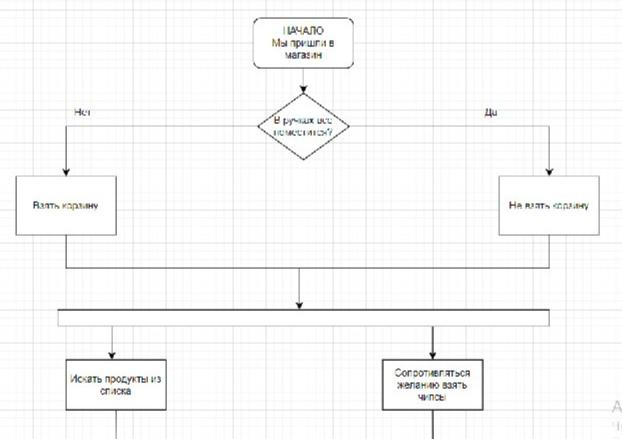 НАЧАЛО
Мы пришли в
магазин
В ручках все
поместится?
Нет
Да
Взять корзину
Не взять корзину
Искать продукты из
списка
Сопротивляться
желанию взять
чипсы